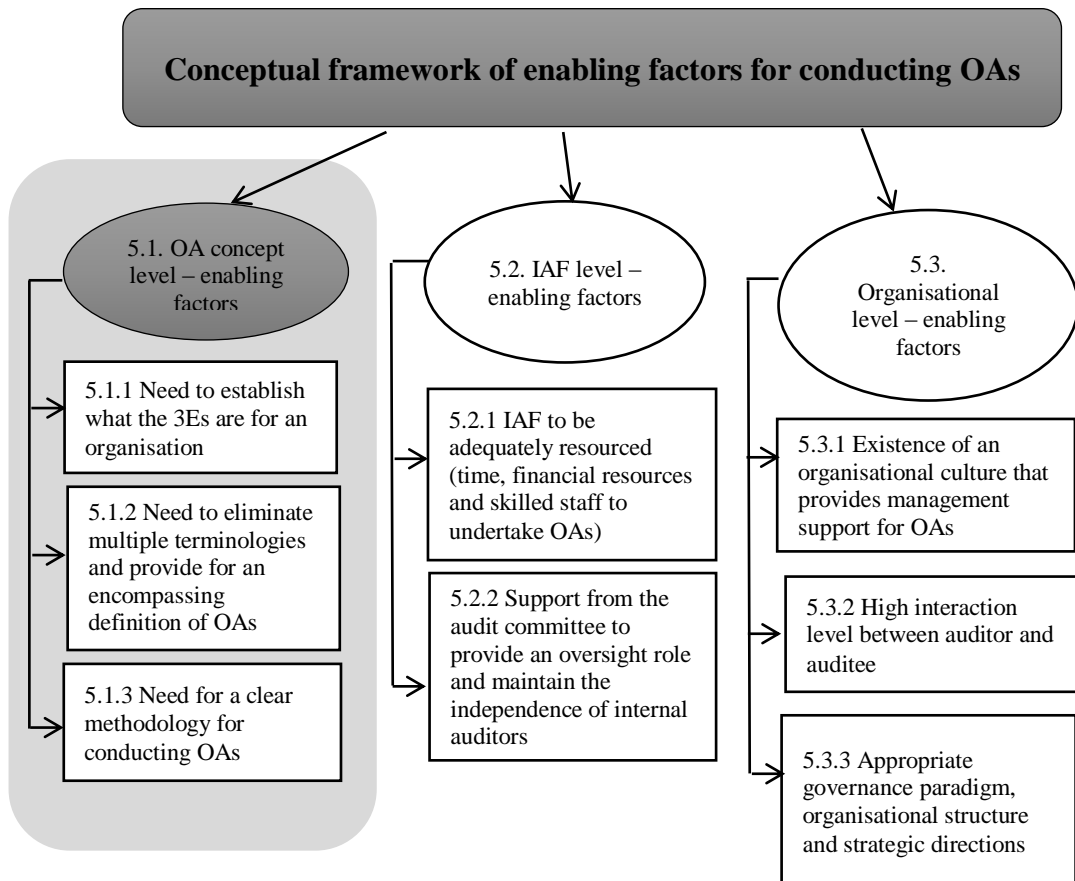 Conceptual framework of enabling factors for conducting OAs
5.1. OA concept
level – enabling
factors
5.1.1 Need to establish
what the 3Es are for an
organisation
5.1.2 Need to eliminate
multiple terminologies
and provide for an
encompassing
definition of OAs
5.1.3 Need for a clear
methodology for
conducting OAs
5.2. IAF level –
enabling factors
5.2.1 IAF to be
adequately resourced
(time, financial resources
and skilled staff to
undertake OAs)
5.2.2 Support from the
audit committee to
provide an oversight role
and maintain the
independence of internal
auditors
5.3.
Organisational
level – enabling
factors
5.3.1 Existence of an
organisational culture that
provides management
support for OAs
5.3.2 High interaction
level between auditor and
auditee
5.3.3 Appropriate
governance paradigm,
organisational structure
and strategic directions